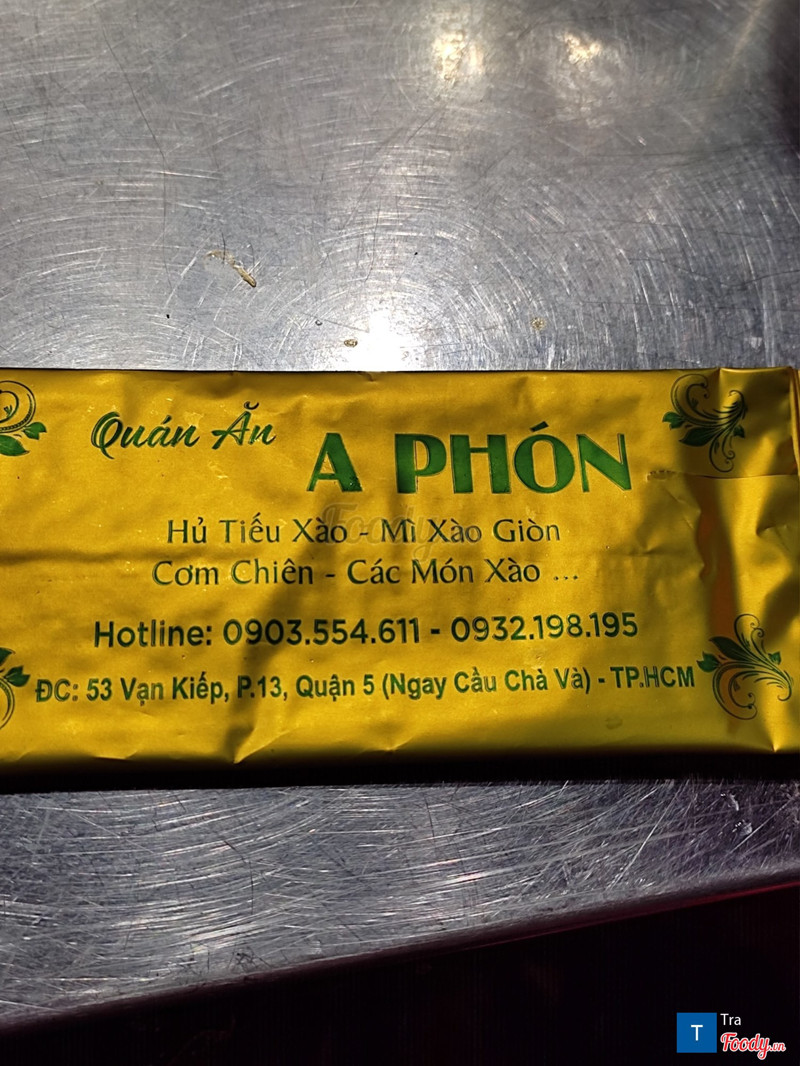 Quán Ăn
A PHÓN
Hủ Tiếu Xào - Mì Xào Giòn
Cơm Chiên - Các Món Xào ...
Hotline: 0903.554.611 - 0932.198.195
ĐC: 53 Vạn Kiếp, P.13, Quận 5 (Ngay Cầu Chà Và) - TP.HCM
Foody
T
Tra
Foody.vn